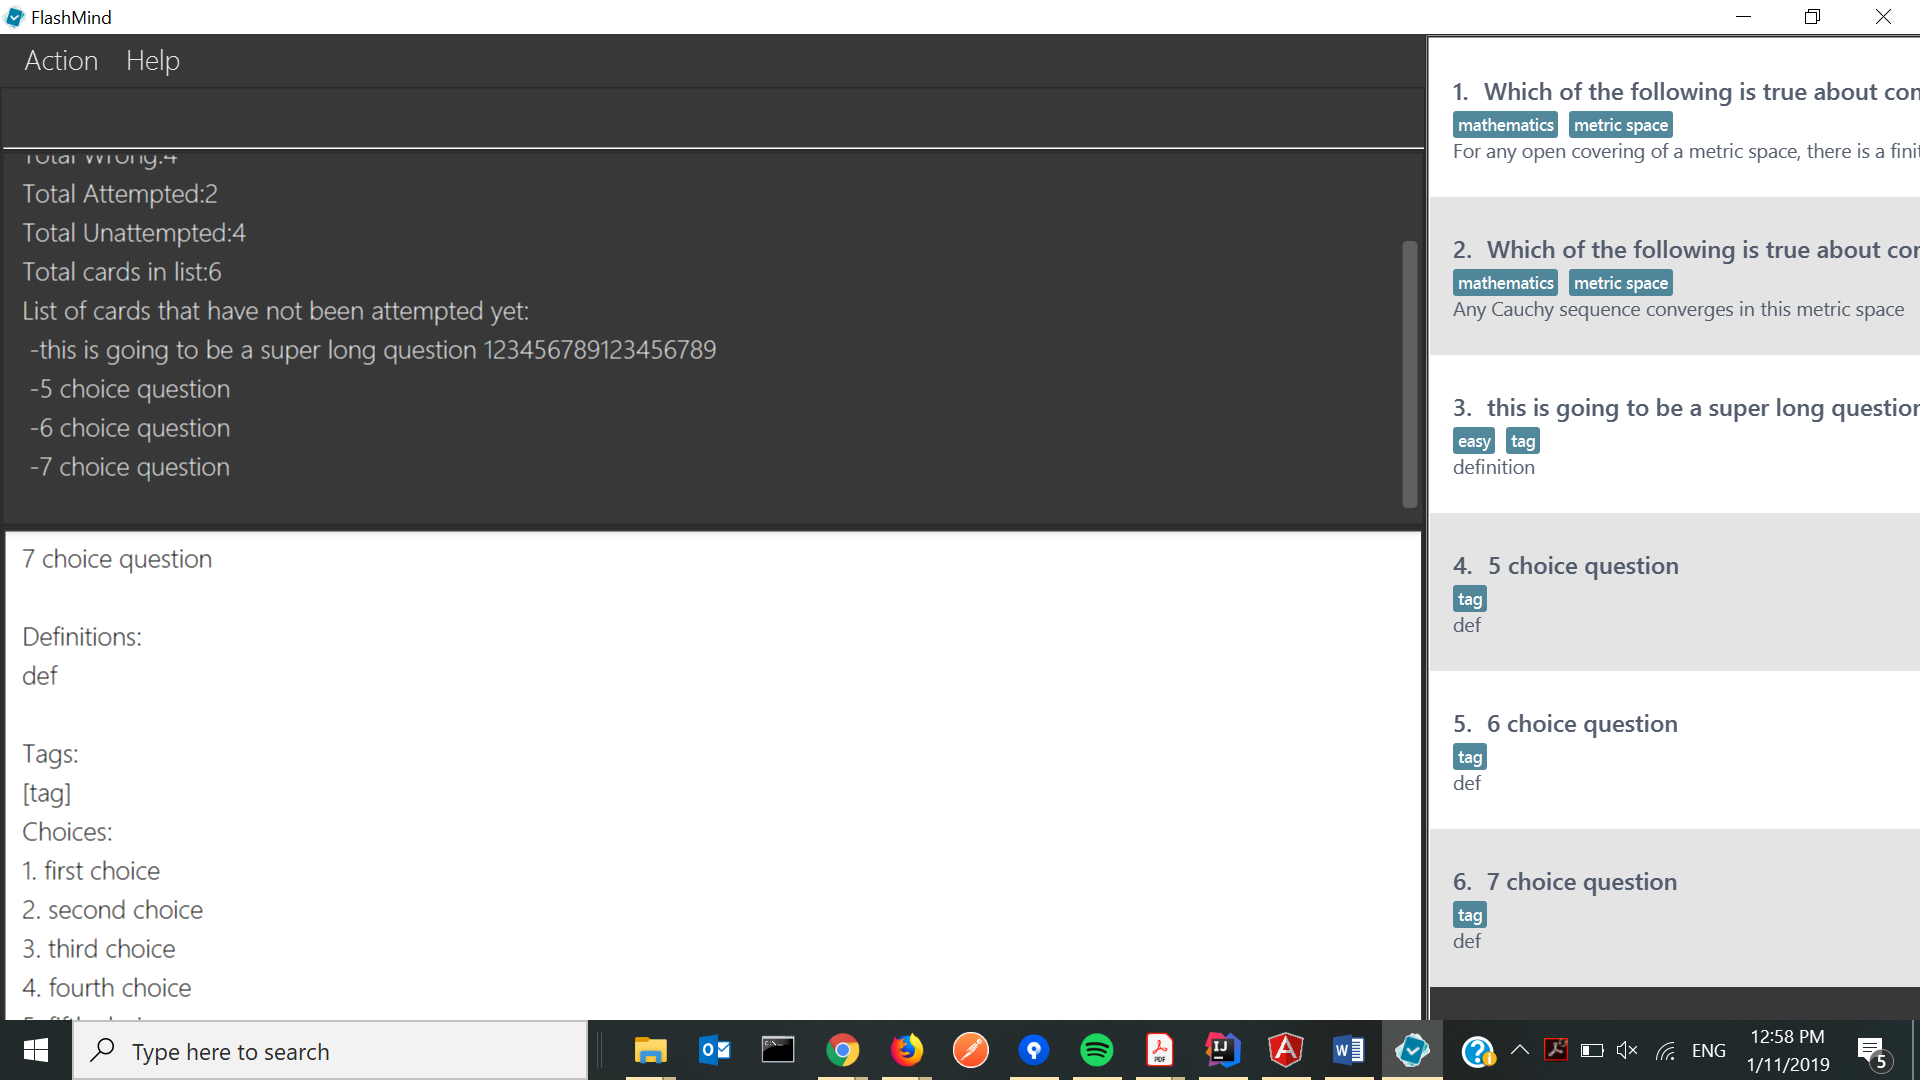 FlashMind
Action Help
Total Wrong:4
Total Attempted:2
Total Unattempted:4
Total cards in list:6
List of cards that have not been attempted yet:
-this is going to be a super long question 123456789123456789
-5 choice question
-6 choice question
-7 choice question
7 choice question
Definitions:
def
Tags:
[tag]
Choices:
1. first choice
2. second choice
3. third choice
4. fourth choice
1. Which of the following is true about
mathematics metric space
For any open covering of a metric space, there is a
2. Which of the following is true about
mathematics metric space
Any Cauchy sequence converges in this metric space
3. this is going to be a super long question
easy tag
definition
4. 5 choice question
tag
def
5. 6 choice question
tag
def
6. 7 choice question
tag
def
Type here to search
ENG
12:58 PM
1/11/2019
5